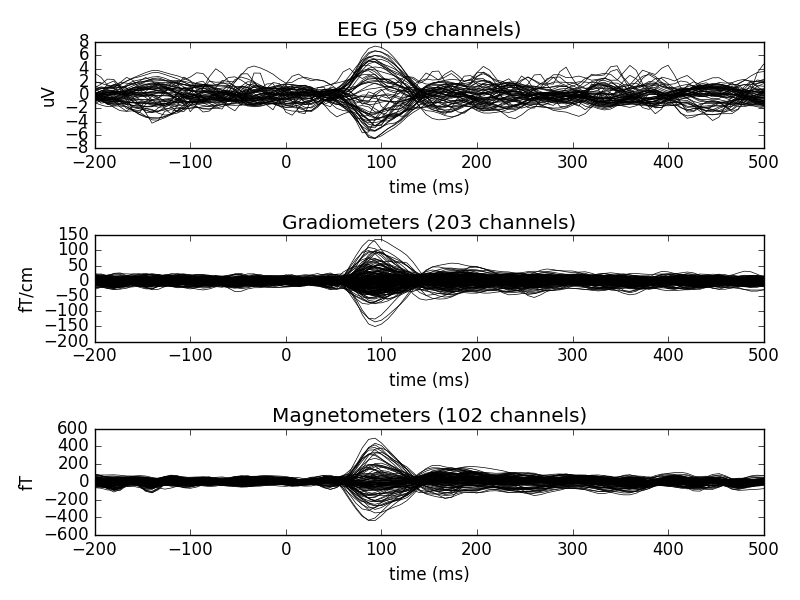 EEG (59 channels)
8
6
4
2
0
−2
−4
−6
−8
uV
−200 −100 0 100 200 300 400 500
time (ms)
Gradiometers (203 channels)
150
100
50
0
−50
−100
−150
−200
fT/cm
−200 −100 0 100 200 300 400 500
time (ms)
Magnetometers (102 channels)
600
400
200
0
−200
−400
−600
fT
−200 −100 0 100 200 300 400 500
time (ms)